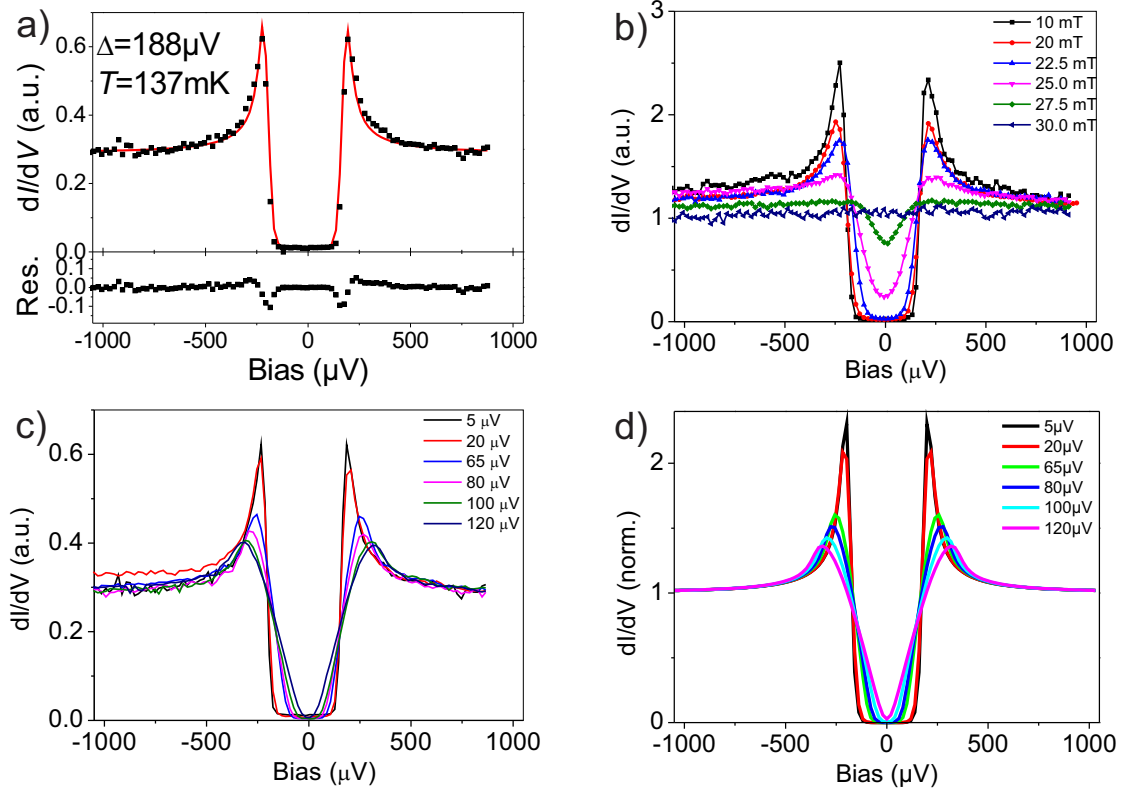 a)
Δ=188µV
T=137mK
dI/dV (a.u.)
0.6
0.3
0.0
Res.
0.1
0.0
-0.1
-1000 -500 0 500 1000
Bias (µV)
b)
10 mT
20 mT
22.5 mT
25.0 mT
27.5 mT
30.0 mT
dI/dV (a.u.)
3
2
1
0
-1000 -500 0 500 1000
Bias (μV)
c)
5 μV
20 μV
65 μV
80 μV
100 μV
120 μV
dI/dV (a.u.)
0.6
0.4
0.2
0.0
-1000 -500 0 500 1000
Bias (μV)
d)
5µV
20µV
65µV
80µV
100µV
120µV
dI/dV (norm.)
2
1
0
-1000 -500 0 500 1000
Bias (µV)